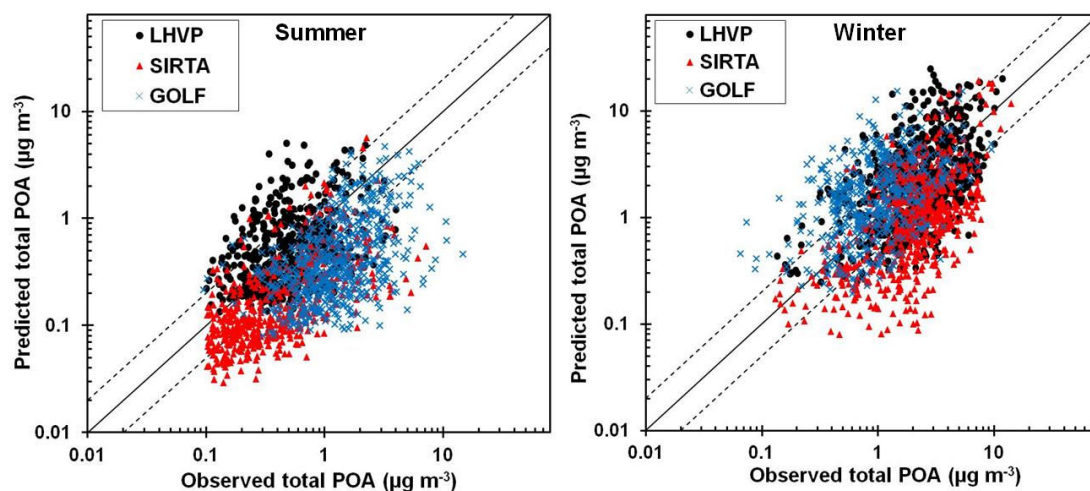 Summer
LHVP
SIRTA
GOLF
10
1
0.1
0.01
Predicted total POA (µg m⁻³)
0.01 0.1 1 10
Observed total POA (µg m⁻³)
Winter
LHVP
SIRTA
GOLF
10
1
0.1
0.01
Predicted total POA (µg m⁻³)
0.01 0.1 1 10
Observed total POA (µg m⁻³)